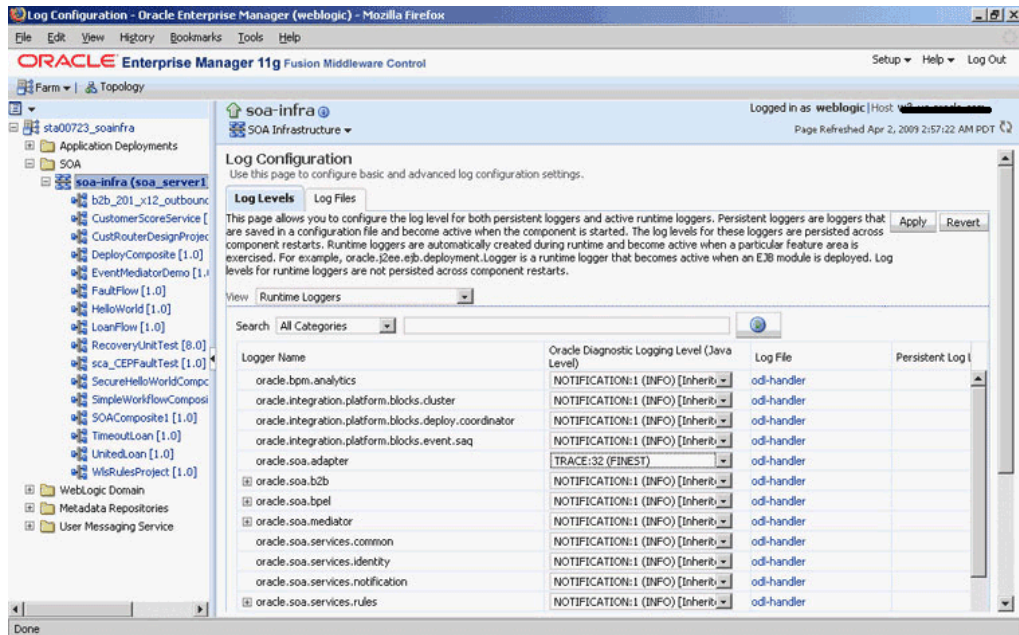 Log Configuration - Oracle Enterprise Manager (weblogic) - Mozilla Firefox
File Edit View History Bookmarks Tools Help
ORACLE Enterprise Manager 11g Fusion Middleware Control
Setup Help Log Out
Farm | Topology
sta00723_soainfra
Application Deployments
SOA
soa-infra (soa_server1
b2b_201_x12_outbounc
CustomerScoreService [
CustRouterDesignProjec
DeployComposite [1.0]
EventMediatorDemo [1.
FaultFlow [1.0]
HelloWorld [1.0]
LoanFlow [1.0]
RecoveryUnitTest [8.0]
sca_CEPFaultTest [1.0]
SecureHelloWorldCompc
SimpleWorkflowComposi
SOAComposite1 [1.0]
TimeoutLoan [1.0]
UnitedLoan [1.0]
WlsRulesProject [1.0]
WebLogic Domain
Metadata Repositories
User Messaging Service
soa-infra
SOA Infrastructure
Logged in as weblogic | Host
Page Refreshed Apr 2, 2009 2:57:22 AM PDT
Log Configuration
Use this page to configure basic and advanced log configuration settings.
Log Levels Log Files
This page allows you to configure the log level for both persistent loggers and active runtime loggers. Persistent loggers are loggers that
are saved in a configuration file and become active when the component is started. The log levels for these loggers are persisted across
component restarts. Runtime loggers are automatically created during runtime and become active when a particular feature area is
exercised. For example, oracle.j2ee.ejb.deployment.Logger is a runtime logger that becomes active when an EJB module is deployed. Log
levels for runtime loggers are not persisted across component restarts.
Apply Revert
View Runtime Loggers
Search All Categories
Logger Name Oracle Diagnostic Logging Level (Java Level) Log File Persistent Log L
oracle.bpm.analytics NOTIFICATION:1 (INFO) [Inherit odl-handler
oracle.integration.platform.blocks.cluster NOTIFICATION:1 (INFO) [Inherit odl-handler
oracle.integration.platform.blocks.deploy.coordinator NOTIFICATION:1 (INFO) [Inherit odl-handler
oracle.integration.platform.blocks.event.saq NOTIFICATION:1 (INFO) [Inherit odl-handler
oracle.soa.adapter TRACE:32 (FINEST) odl-handler
oracle.soa.b2b NOTIFICATION:1 (INFO) [Inherit odl-handler
oracle.soa.bpel NOTIFICATION:1 (INFO) [Inherit odl-handler
oracle.soa.mediator NOTIFICATION:1 (INFO) [Inherit odl-handler
oracle.soa.services.common NOTIFICATION:1 (INFO) [Inherit odl-handler
oracle.soa.services.identity NOTIFICATION:1 (INFO) [Inherit odl-handler
oracle.soa.services.notification NOTIFICATION:1 (INFO) [Inherit odl-handler
oracle.soa.services.rules NOTIFICATION:1 (INFO) [Inherit odl-handler
Done